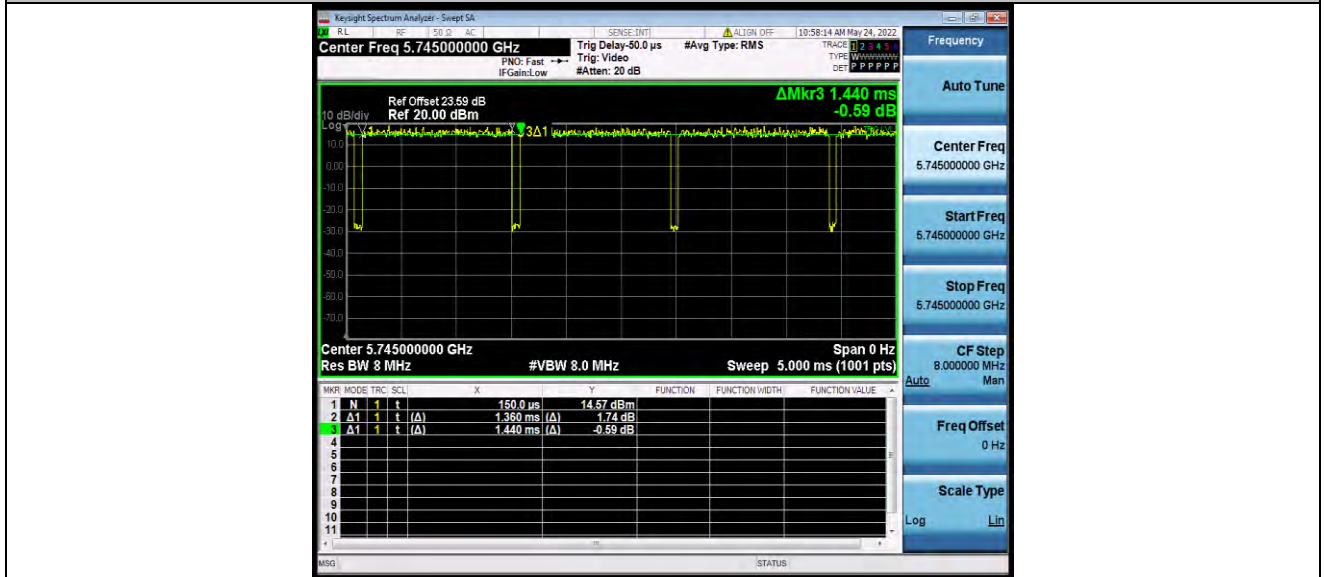 Keysight Spectrum Analyzer - Swept SA
RL RF 50 Ω AC SENSE:INT ALIGN OFF 10:58:14 AM May 24, 2022
Center Freq 5.745000000 GHz
PNO: Fast
IFGain:Low
Trig Delay-50.0 µs
Trig: Video
#Atten: 20 dB
#Avg Type: RMS
TRACE 1 2 3 4 5 6
TYPE WWWWWW
DET P P P P P P
Ref Offset 23.59 dB
10 dB/div Ref 20.00 dBm
ΔMkr3 1.440 ms
-0.59 dB
Log
3Δ1
10.0
0.00
-10.0
-20.0
-30.0
-40.0
-50.0
-60.0
-70.0
Center 5.745000000 GHz Span 0 Hz
Res BW 8 MHz #VBW 8.0 MHz Sweep 5.000 ms (1001 pts)
MKR MODE TRC SCL X Y FUNCTION FUNCTION WIDTH FUNCTION VALUE
1 N 1 t 150.0 µs 14.57 dBm
2 Δ1 1 t (Δ) 1.360 ms (Δ) 1.74 dB
3 Δ1 1 t (Δ) 1.440 ms (Δ) -0.59 dB
4
5
6
7
8
9
10
11
MSG STATUS
Frequency
Auto Tune
Center Freq
5.745000000 GHz
Start Freq
5.745000000 GHz
Stop Freq
5.745000000 GHz
CF Step
8.000000 MHz
Auto Man
Freq Offset
0 Hz
Scale Type
Log Lin